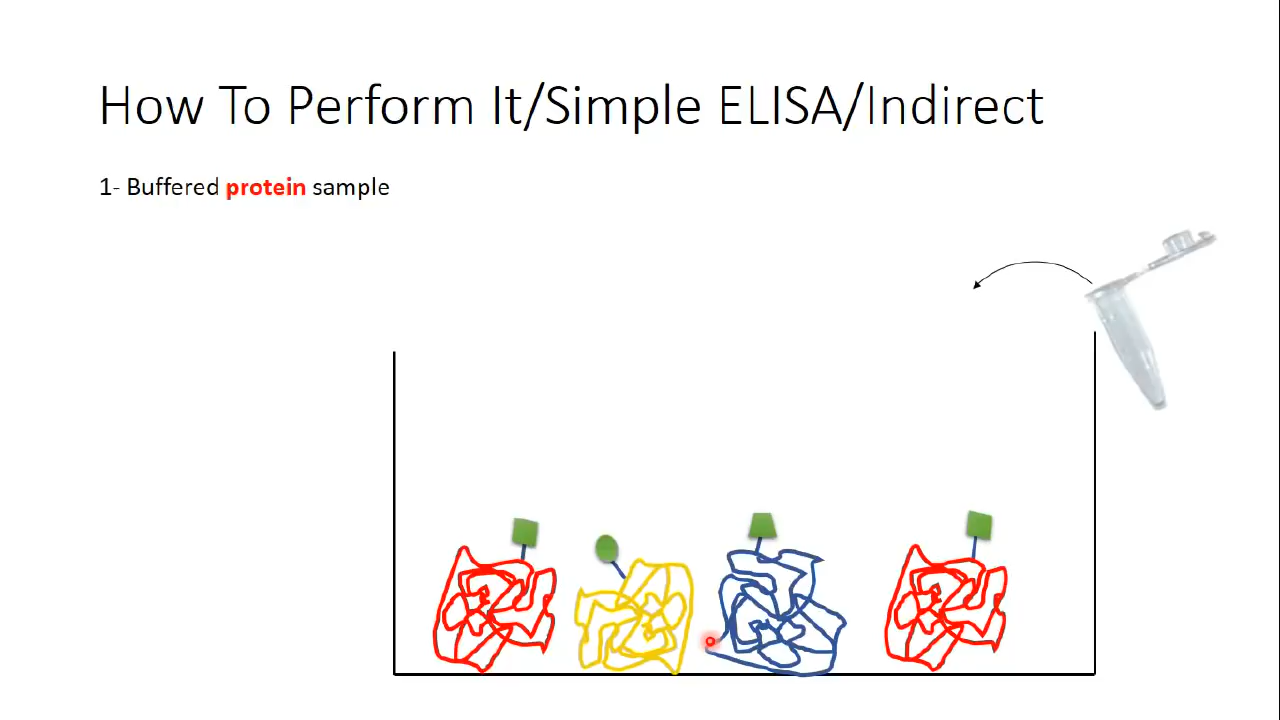 How To Perform It/Simple ELISA/Indirect
1- Buffered protein sample